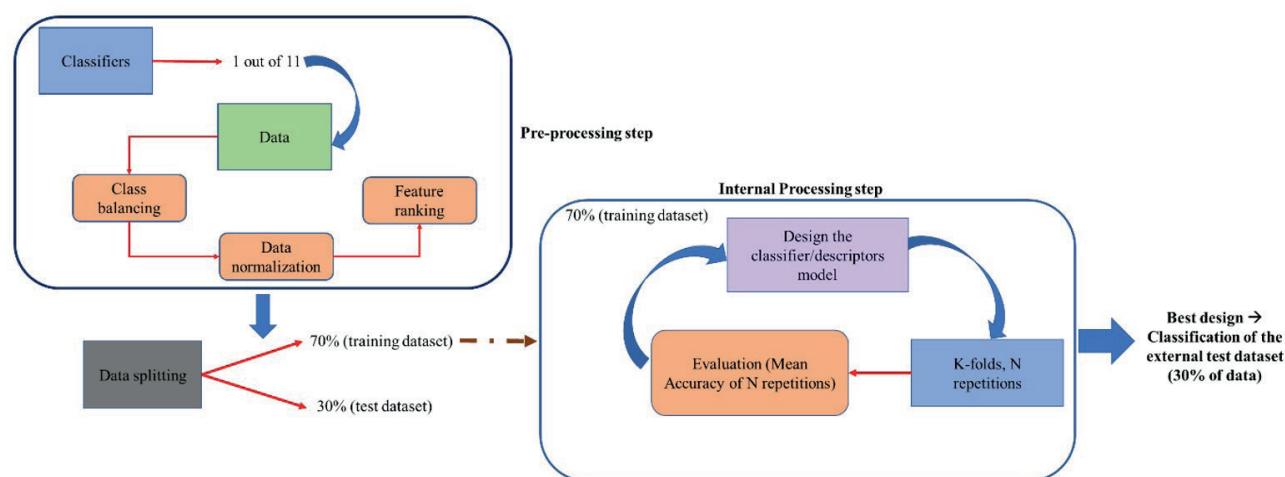 Classifiers
1 out of 11
Data
Pre-processing step
Class
balancing
Feature
ranking
Data
normalization
Data splitting
70% (training dataset)
30% (test dataset)
Internal Processing step
70% (training dataset)
Design the
classifier/descriptors
model
Evaluation (Mean
Accuracy of N repetitions)
K-folds, N
repetitions
Best design →
Classification of the
external test dataset
(30% of data)